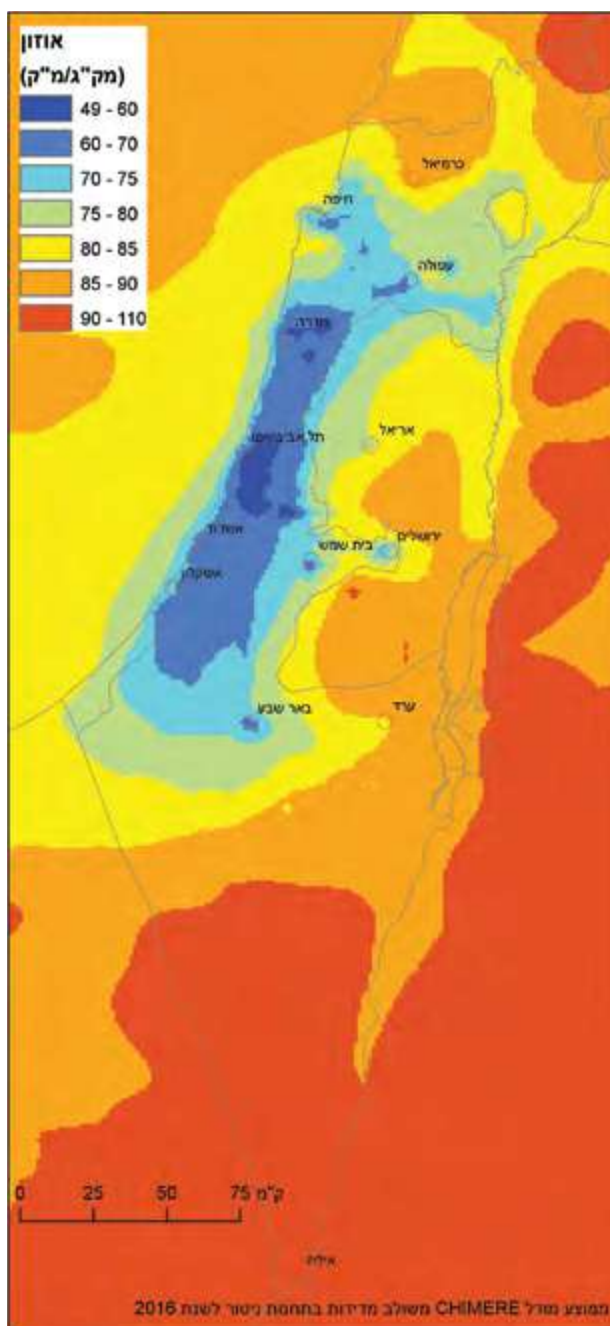 אוזון
(מק"ג/מ"ק)
49 - 60
60 - 70
70 - 75
75 - 80
80 - 85
85 - 90
90 - 110
כרמיאל
חיפה
עפולה
חדרה
אריאל
תל אביב-יפו
ירושלים
בית שמש
אשדוד
אשקלון
באר שבע
ערד
0 25 50 75 ק"מ
אילת
ממוצע מודל CHIMERE משולב מדידות בתחנות ניטור לשנת 2016